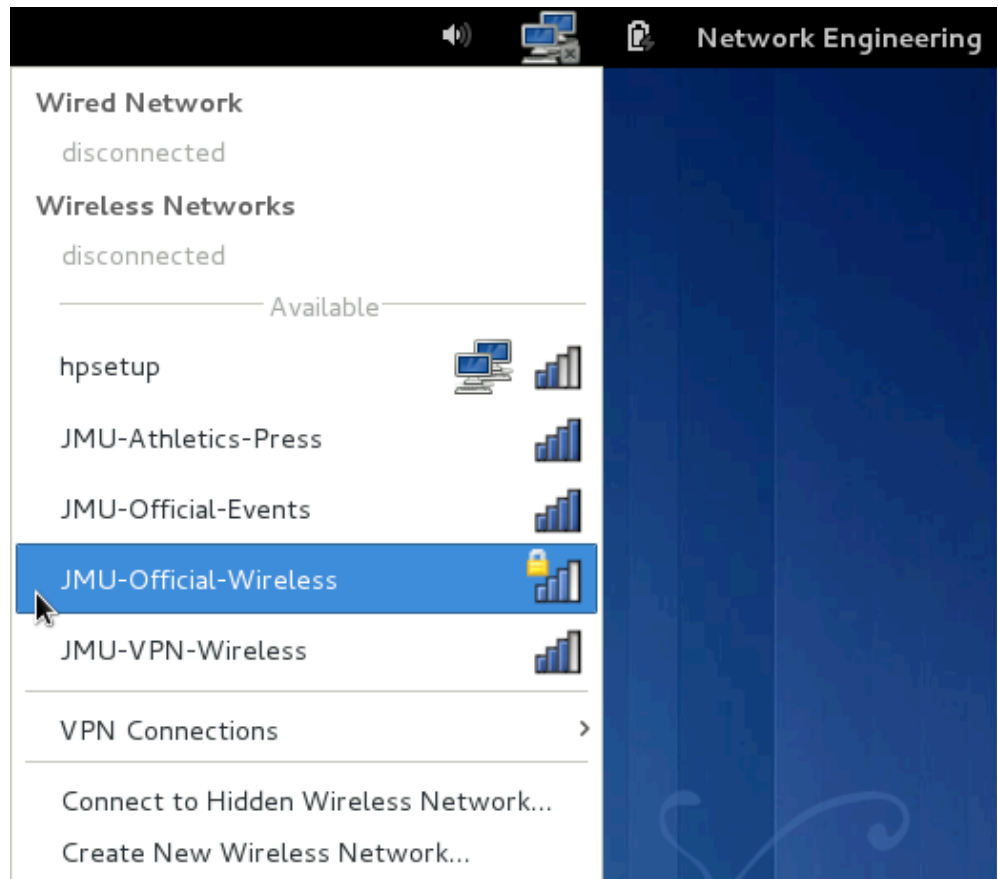 Network Engineering
Wired Network
disconnected
Wireless Networks
disconnected
Available
hpsetup
JMU-Athletics-Press
JMU-Official-Events
JMU-Official-Wireless
JMU-VPN-Wireless
VPN Connections
Connect to Hidden Wireless Network...
Create New Wireless Network...